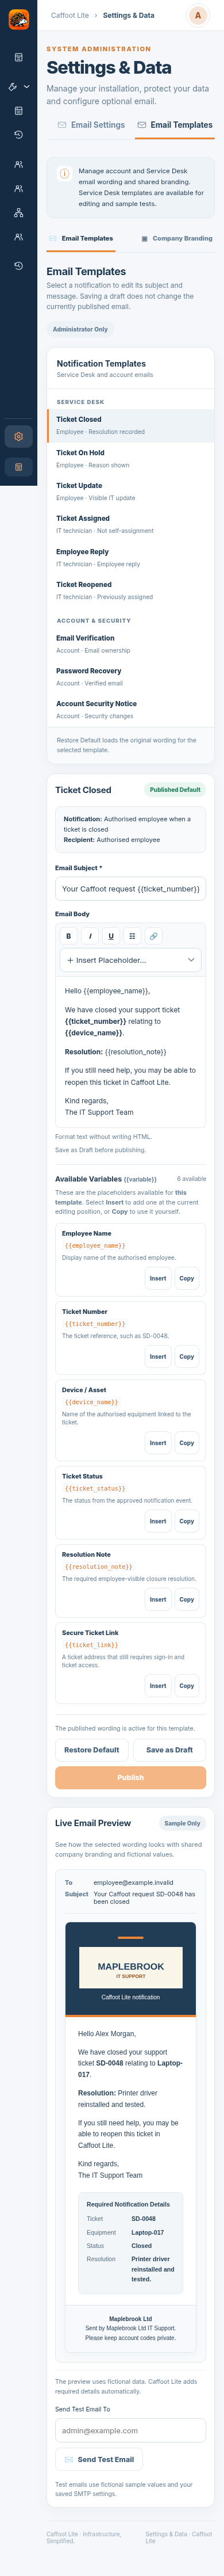 Caffoot Lite › Settings & Data
A
SYSTEM ADMINISTRATION
Settings & Data
Manage your installation, protect your data
and configure optional email.
Email Settings
Email Templates
Manage account and Service Desk
email wording and shared branding.
Service Desk templates are available for
editing and sample tests.
Email Templates
Company Branding
Email Templates
Select a notification to edit its subject and
message. Saving a draft does not change the
currently published email.
Administrator Only
Notification Templates
Service Desk and account emails
SERVICE DESK
Ticket Closed
Employee · Resolution recorded
Ticket On Hold
Employee · Reason shown
Ticket Update
Employee · Visible IT update
Ticket Assigned
IT technician · Not self-assignment
Employee Reply
IT technician · Employee reply
Ticket Reopened
IT technician · Previously assigned
ACCOUNT & SECURITY
Email Verification
Account · Email ownership
Password Recovery
Account · Verified email
Account Security Notice
Account · Security changes
Restore Default loads the original wording for the
selected template.
Ticket Closed
Published Default
Notification: Authorised employee when a
ticket is closed
Recipient: Authorised employee
Email Subject *
Your Caffoot request {{ticket_number}}
Email Body
B I U
+ Insert Placeholder...
Hello {{employee_name}},
We have closed your support ticket
{{ticket_number}} relating to
{{device_name}}.
Resolution: {{resolution_note}}
If you still need help, you may be able to
reopen this ticket in Caffoot Lite.
Kind regards,
The IT Support Team
Format text without writing HTML.
Save as Draft before publishing.
Available Variables {{variable}}
6 available
These are the placeholders available for this
template. Select Insert to add one at the current
editing position, or Copy to use it yourself.
Employee Name
{{employee_name}}
Display name of the authorised employee.
Insert Copy
Ticket Number
{{ticket_number}}
The ticket reference, such as SD-0048.
Insert Copy
Device / Asset
{{device_name}}
Name of the authorised equipment linked to the
ticket.
Insert Copy
Ticket Status
{{ticket_status}}
The status from the approved notification event.
Insert Copy
Resolution Note
{{resolution_note}}
The required employee-visible closure resolution.
Insert Copy
Secure Ticket Link
{{ticket_link}}
A ticket address that still requires sign-in and
ticket access.
Insert Copy
The published wording is active for this template.
Restore Default
Save as Draft
Publish
Live Email Preview
Sample Only
See how the selected wording looks with shared
company branding and fictional values.
To employee@example.invalid
Subject Your Caffoot request SD-0048 has
been closed
MAPLEBROOK
IT SUPPORT
Caffoot Lite notification
Hello Alex Morgan,
We have closed your support
ticket SD-0048 relating to Laptop-
017.
Resolution: Printer driver
reinstalled and tested.
If you still need help, you may be
able to reopen this ticket in
Caffoot Lite.
Kind regards,
The IT Support Team
Required Notification Details
Ticket SD-0048
Equipment Laptop-017
Status Closed
Resolution Printer driver
reinstalled and
tested.
Maplebrook Ltd
Sent by Maplebrook Ltd IT Support.
Please keep account codes private.
The preview uses fictional data. Caffoot Lite adds
required details automatically.
Send Test Email To
admin@example.com
Send Test Email
Test emails use fictional sample values and your
saved SMTP settings.
Caffoot Lite · Infrastructure,
Simplified.
Settings & Data · Caffoot
Lite